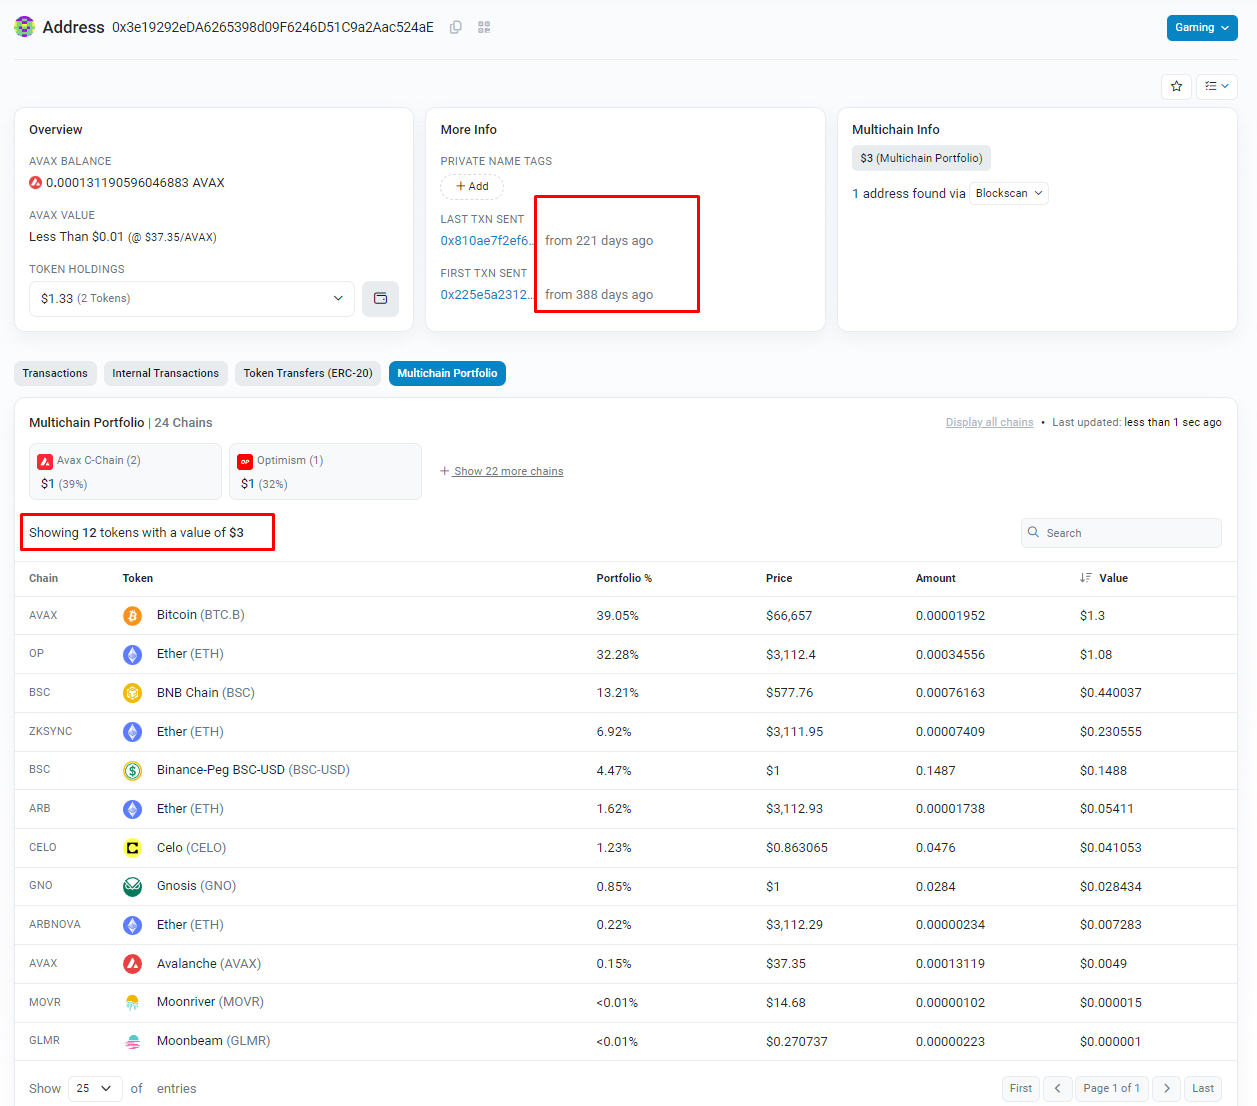 Address 0x3e19292eDA6265398d09F6246D51C9a2Aac524aE
Gaming
Overview
AVAX BALANCE
0.000131190596046883 AVAX
AVAX VALUE
Less Than $0.01 (@ $37.35/AVAX)
TOKEN HOLDINGS
$1.33 (2 Tokens)
More Info
PRIVATE NAME TAGS
+ Add
LAST TXN SENT
0x810ae7f2ef6... from 221 days ago
FIRST TXN SENT
0x225e5a2312... from 388 days ago
Multichain Info
$3 (Multichain Portfolio)
1 address found via Blockscan
Transactions Internal Transactions Token Transfers (ERC-20) Multichain Portfolio
Multichain Portfolio | 24 Chains
Display all chains • Last updated: less than 1 sec ago
Avax C-Chain (2)
$1 (39%)
OP Optimism (1)
$1 (32%)
+ Show 22 more chains
Showing 12 tokens with a value of $3
Search
Chain Token Portfolio % Price Amount Value
AVAX Bitcoin (BTC.B) 39.05% $66,657 0.00001952 $1.3
OP Ether (ETH) 32.28% $3,112.4 0.00034556 $1.08
BSC BNB Chain (BSC) 13.21% $577.76 0.00076163 $0.440037
ZKSYNC Ether (ETH) 6.92% $3,111.95 0.00007409 $0.230555
BSC Binance-Peg BSC-USD (BSC-USD) 4.47% $1 0.1487 $0.1488
ARB Ether (ETH) 1.62% $3,112.93 0.00001738 $0.05411
CELO Celo (CELO) 1.23% $0.863065 0.0476 $0.041053
GNO Gnosis (GNO) 0.85% $1 0.0284 $0.028434
ARBNOVA Ether (ETH) 0.22% $3,112.29 0.00000234 $0.007283
AVAX Avalanche (AVAX) 0.15% $37.35 0.00013119 $0.0049
MOVR Moonriver (MOVR) <0.01% $14.68 0.00000102 $0.000015
GLMR Moonbeam (GLMR) <0.01% $0.270737 0.00000223 $0.000001
Show 25 of entries
First Page 1 of 1 Last